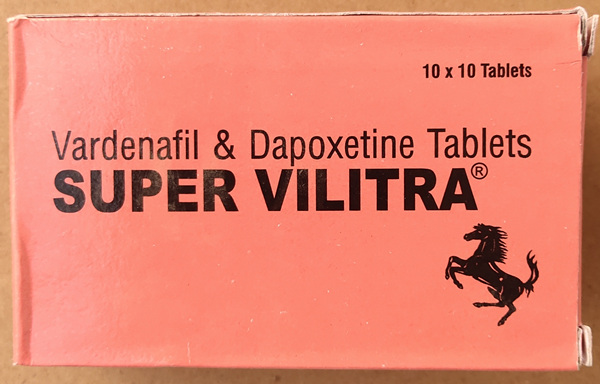 10 x 10 Tablets
Vardenafil & Dapoxetine Tablets
SUPER VILITRA®